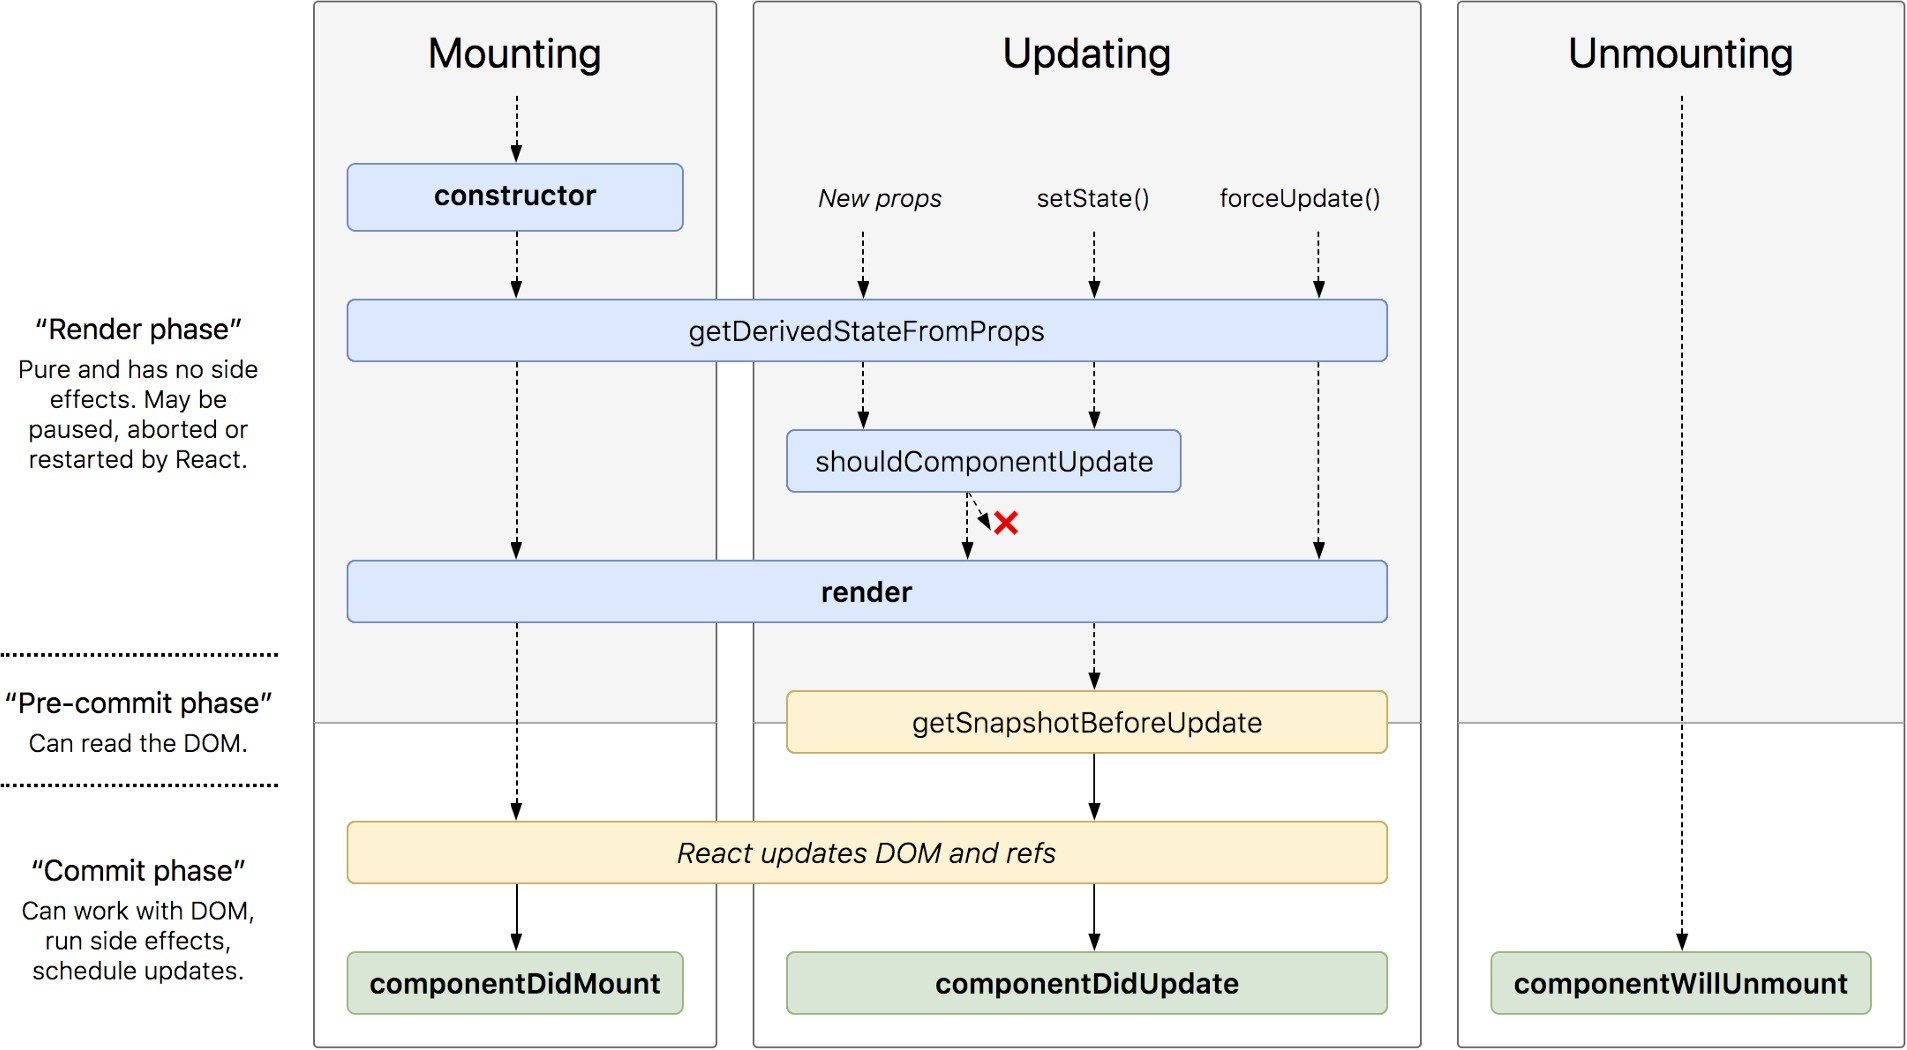 Mounting
Updating
Unmounting
constructor
New props
setState()
forceUpdate()
“Render phase”
Pure and has no side
effects. May be
paused, aborted or
restarted by React.
getDerivedStateFromProps
shouldComponentUpdate
render
“Pre-commit phase”
Can read the DOM.
getSnapshotBeforeUpdate
“Commit phase”
Can work with DOM,
run side effects,
schedule updates.
React updates DOM and refs
componentDidMount
componentDidUpdate
componentWillUnmount